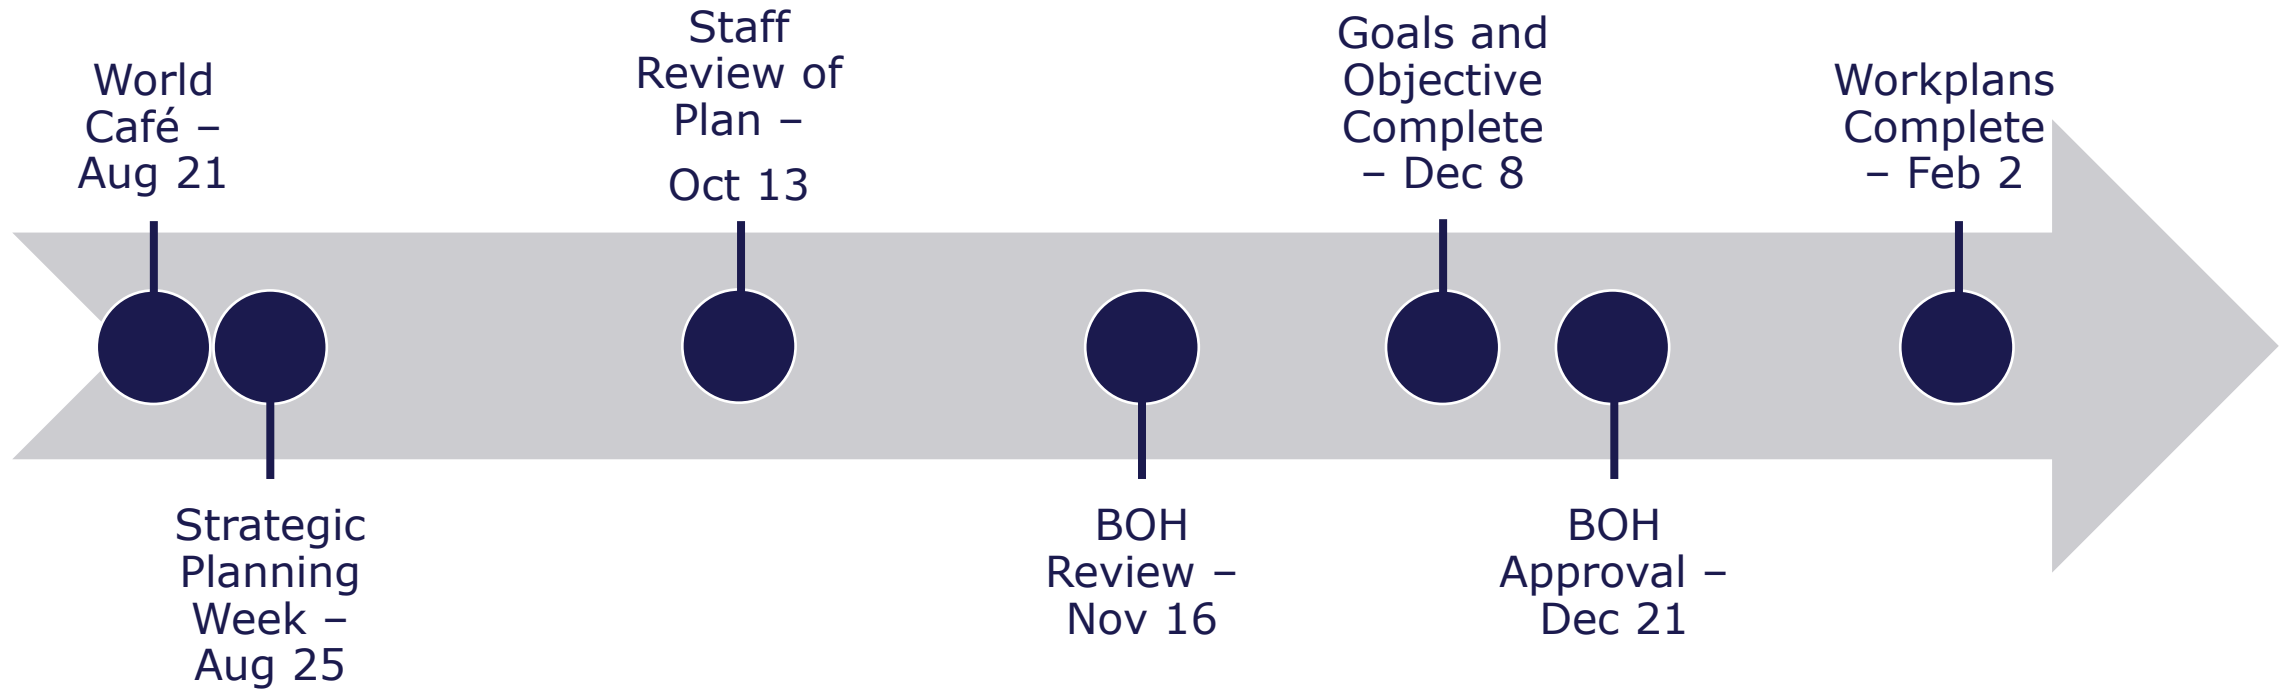 World
Café –
Aug 21
Strategic
Planning
Week –
Aug 25
Staff
Review of
Plan –
Oct 13
BOH
Review –
Nov 16
Goals and
Objective
Complete
– Dec 8
BOH
Approval –
Dec 21
Workplans
Complete
– Feb 2